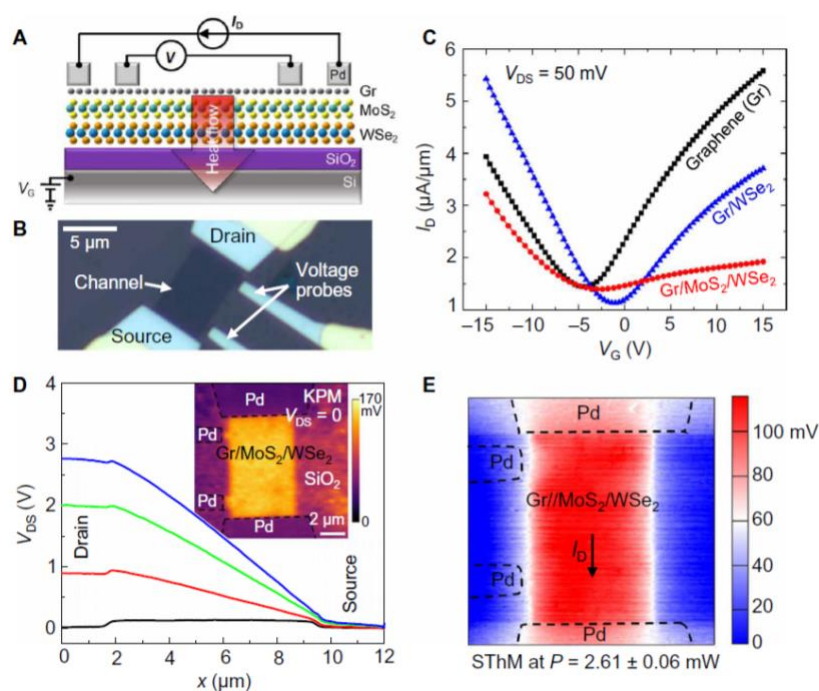 A
I_D
V
Pd
Gr
MoS₂
WSe₂
Heat flow
SiO₂
Si
V_G
B
5 μm
Drain
Channel
Voltage
probes
Source
C
V_DS = 50 mV
Graphene (Gr)
Gr/WSe₂
Gr/MoS₂/WSe₂
I_D (μA/μm)
6
5
4
3
2
1
−15 −10 −5 0 5 10 15
V_G (V)
D
V_DS (V)
4
3
2
1
0
Drain
Source
0 2 4 6 8 10 12
x (μm)
Pd
KPM
V_DS = 0
170
mV
0
Pd
Gr/MoS₂/WSe₂
SiO₂
Pd
Pd
2 μm
E
Pd
Pd
Gr//MoS₂/WSe₂
I_D
Pd
Pd
100 mV
80
60
40
20
0
SThM at P = 2.61 ± 0.06 mW